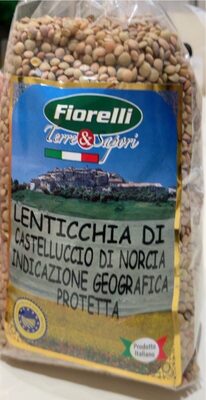 Fiorelli
Terre&Sapori
LENTICCHIA DI
CASTELLUCCIO DI NORCIA
INDICAZIONE GEOGRAFICA
PROTETTA
Prodotto
Italiano